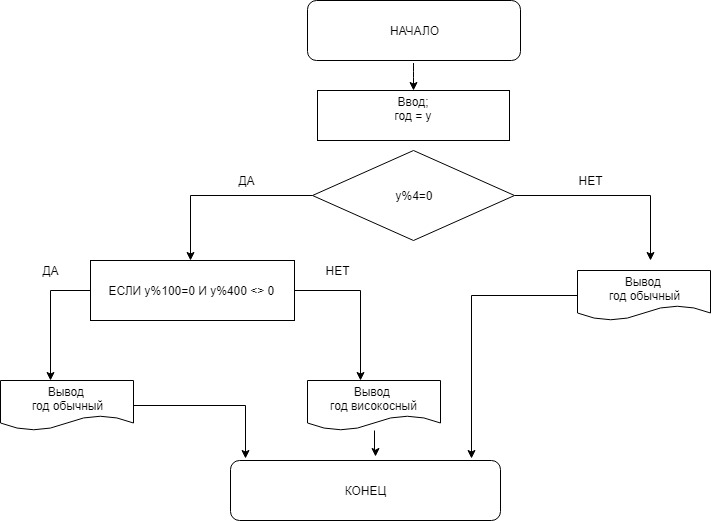 НАЧАЛО
Ввод;
год = y
y%4=0
ДА
НЕТ
ЕСЛИ y%100=0 И y%400 <> 0
ДА
НЕТ
Вывод
год обычный
Вывод
год обычный
Вывод
год високосный
КОНЕЦ